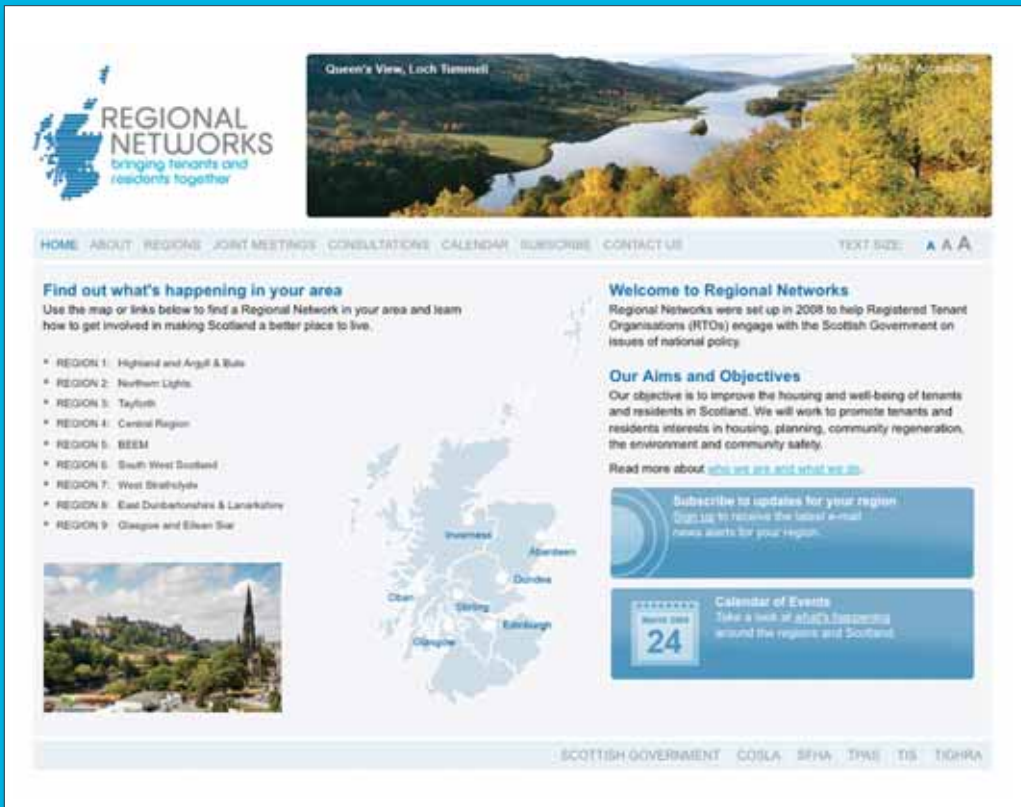 REGIONAL
NETWORKS
bringing tenants and
residents together
Queen's View, Loch Tummell
Site Map
HOME ABOUT REGIONS JOINT MEETINGS CONSULTATIONS CALENDAR SUBSCRIBE CONTACT US TEXT SIZE: A A A
Find out what's happening in your area
Use the map or links below to find a Regional Network in your area and learn
how to get involved in making Scotland a better place to live.
REGION 1: Highland and Argyll & Bute
REGION 2: Northern Lights
REGION 3: Tayforth
REGION 4: Central Region
REGION 5: BEEM
REGION 6: South West Scotland
REGION 7: West Strathclyde
REGION 8: East Dunbartonshire & Lanarkshire
REGION 9: Glasgow and Eilean Siar
Inverness
Aberdeen
Dundee
Oban
Stirling
Edinburgh
Glasgow
Welcome to Regional Networks
Regional Networks were set up in 2008 to help Registered Tenant
Organisations (RTOs) engage with the Scottish Government on
issues of national policy.
Our Aims and Objectives
Our objective is to improve the housing and well-being of tenants
and residents in Scotland. We will work to promote tenants and
residents interests in housing, planning, community regeneration,
the environment and community safety.
Read more about who we are and what we do.
Subscribe to updates for your region
Sign up to receive the latest e-mail
news alerts for your region.
Calendar of Events
Take a look at what's happening
around the regions and Scotland
March 2009
24
SCOTTISH GOVERNMENT COSLA SFHA TPAS TIS TIGHRA